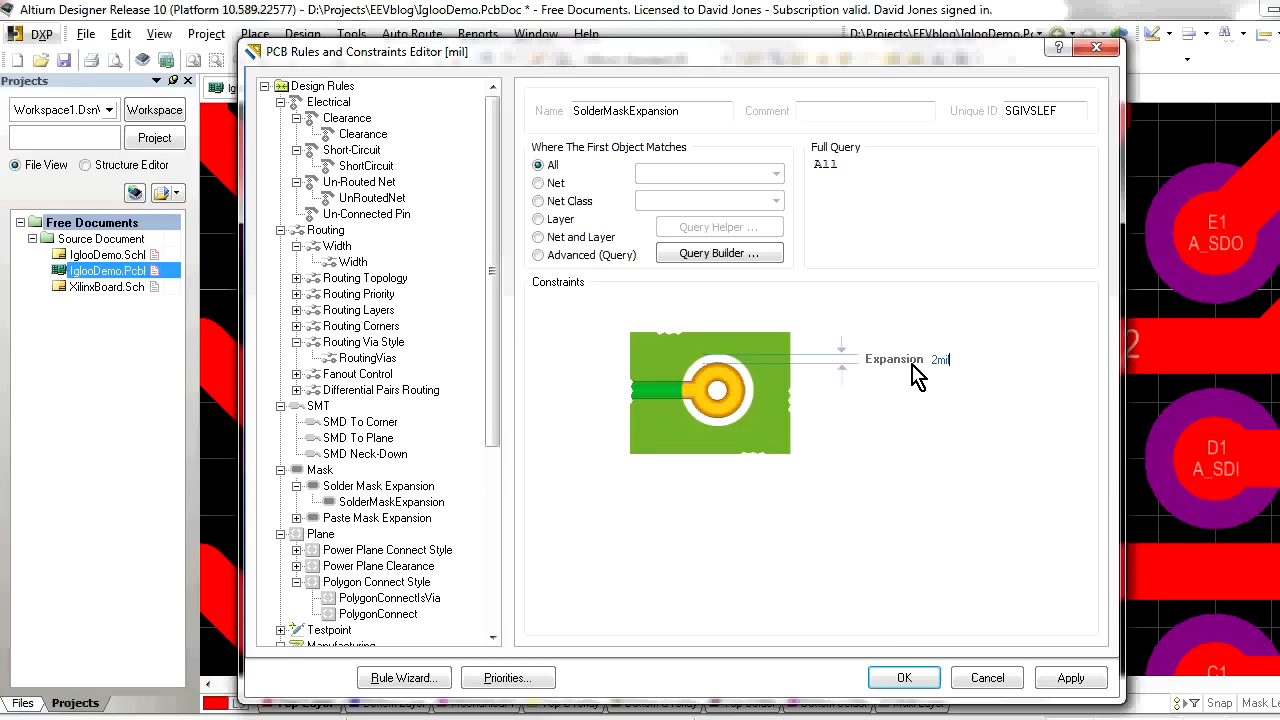 Altium Designer Release 10 (Platform 10.589.22577) - D:\Projects\EEVblog\IglooDemo.PcbDoc * - Free Documents. Licensed to David Jones - Subscription valid. David Jones signed in.
DXP File Edit View Project Place Design Tools Auto Route Reports Window Help D:\Projects\EEVblog\IglooDemo.Pc
PCB Rules and Constraints Editor [mil]
Projects
Workspace1.Dsn Workspace
Project
File View Structure Editor
Free Documents
Source Document
IglooDemo.Schl
IglooDemo.Pcbl
XilinxBoard.Sch
Files Projects
Design Rules
Electrical
Clearance
Clearance
Short-Circuit
ShortCircuit
Un-Routed Net
UnRoutedNet
Un-Connected Pin
Routing
Width
Width
Routing Topology
Routing Priority
Routing Layers
Routing Corners
Routing Via Style
RoutingVias
Fanout Control
Differential Pairs Routing
SMT
SMD To Corner
SMD To Plane
SMD Neck-Down
Mask
Solder Mask Expansion
SolderMaskExpansion
Paste Mask Expansion
Plane
Power Plane Connect Style
Power Plane Clearance
Polygon Connect Style
PolygonConnectIsVia
PolygonConnect
Testpoint
Manufacturing
Name SolderMaskExpansion Comment Unique ID SGIVSLEF
Where The First Object Matches
All
Net
Net Class
Layer
Net and Layer
Advanced (Query)
Query Helper ...
Query Builder ...
Full Query
All
Constraints
Expansion 2mil
Rule Wizard... Priorities... OK Cancel Apply
E1
A_SDO
2
D1
A_SDI
C1
Snap Mask L